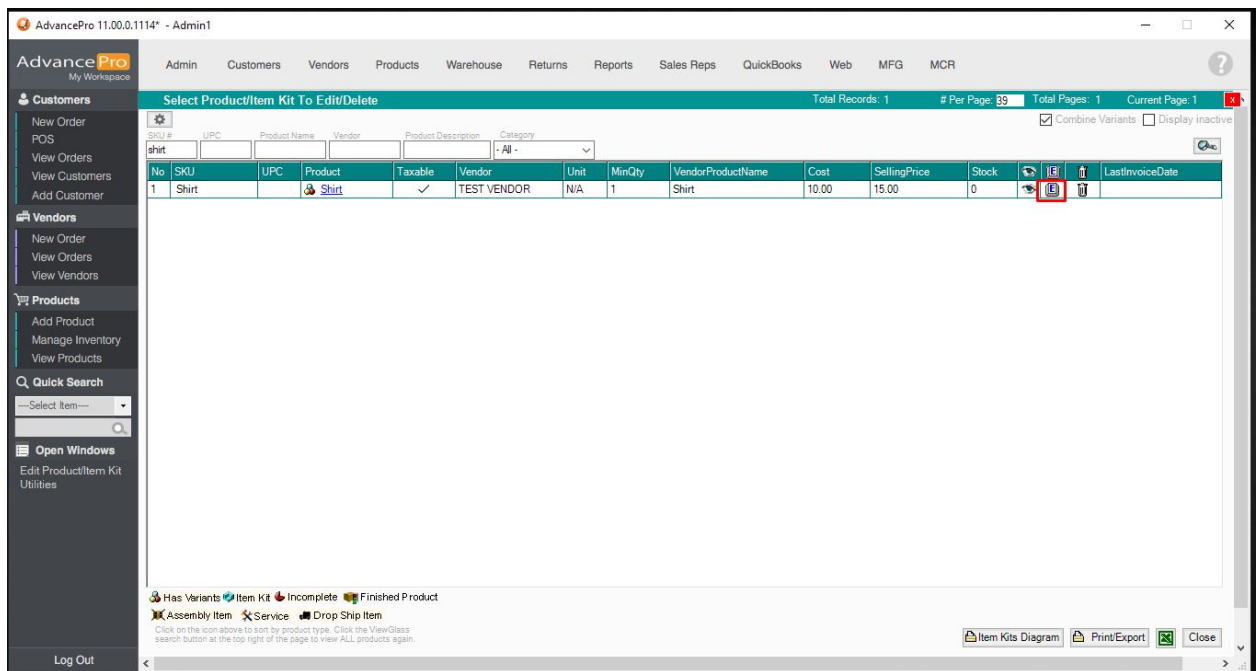 AdvancePro 11.00.0.1114* - Admin1
AdvancePro
My Workspace
Admin Customers Vendors Products Warehouse Returns Reports Sales Reps QuickBooks Web MFG MCR
?
Customers
New Order
POS
View Orders
View Customers
Add Customer
Vendors
New Order
View Orders
View Vendors
Products
Add Product
Manage Inventory
View Products
Quick Search
---Select Item---
Open Windows
Edit Product/Item Kit
Utilities
Log Out
Select Product/Item Kit To Edit/Delete Total Records: 1 # Per Page: 39 Total Pages: 1 Current Page: 1 x
Combine Variants Display inactive
SKU # UPC Product Name Vendor Product Description Category
shirt - All -
No SKU UPC Product Taxable Vendor Unit MinQty VendorProductName Cost SellingPrice Stock E LastInvoiceDate
1 Shirt Shirt ✓ TEST VENDOR N/A 1 Shirt 10.00 15.00 0 E
Has Variants Item Kit Incomplete Finished Product
Assembly Item Service Drop Ship Item
Click on the icon above to sort by product type. Click the ViewGlass
search button at the top right of the page to view ALL products again.
Item Kits Diagram Print/Export Close